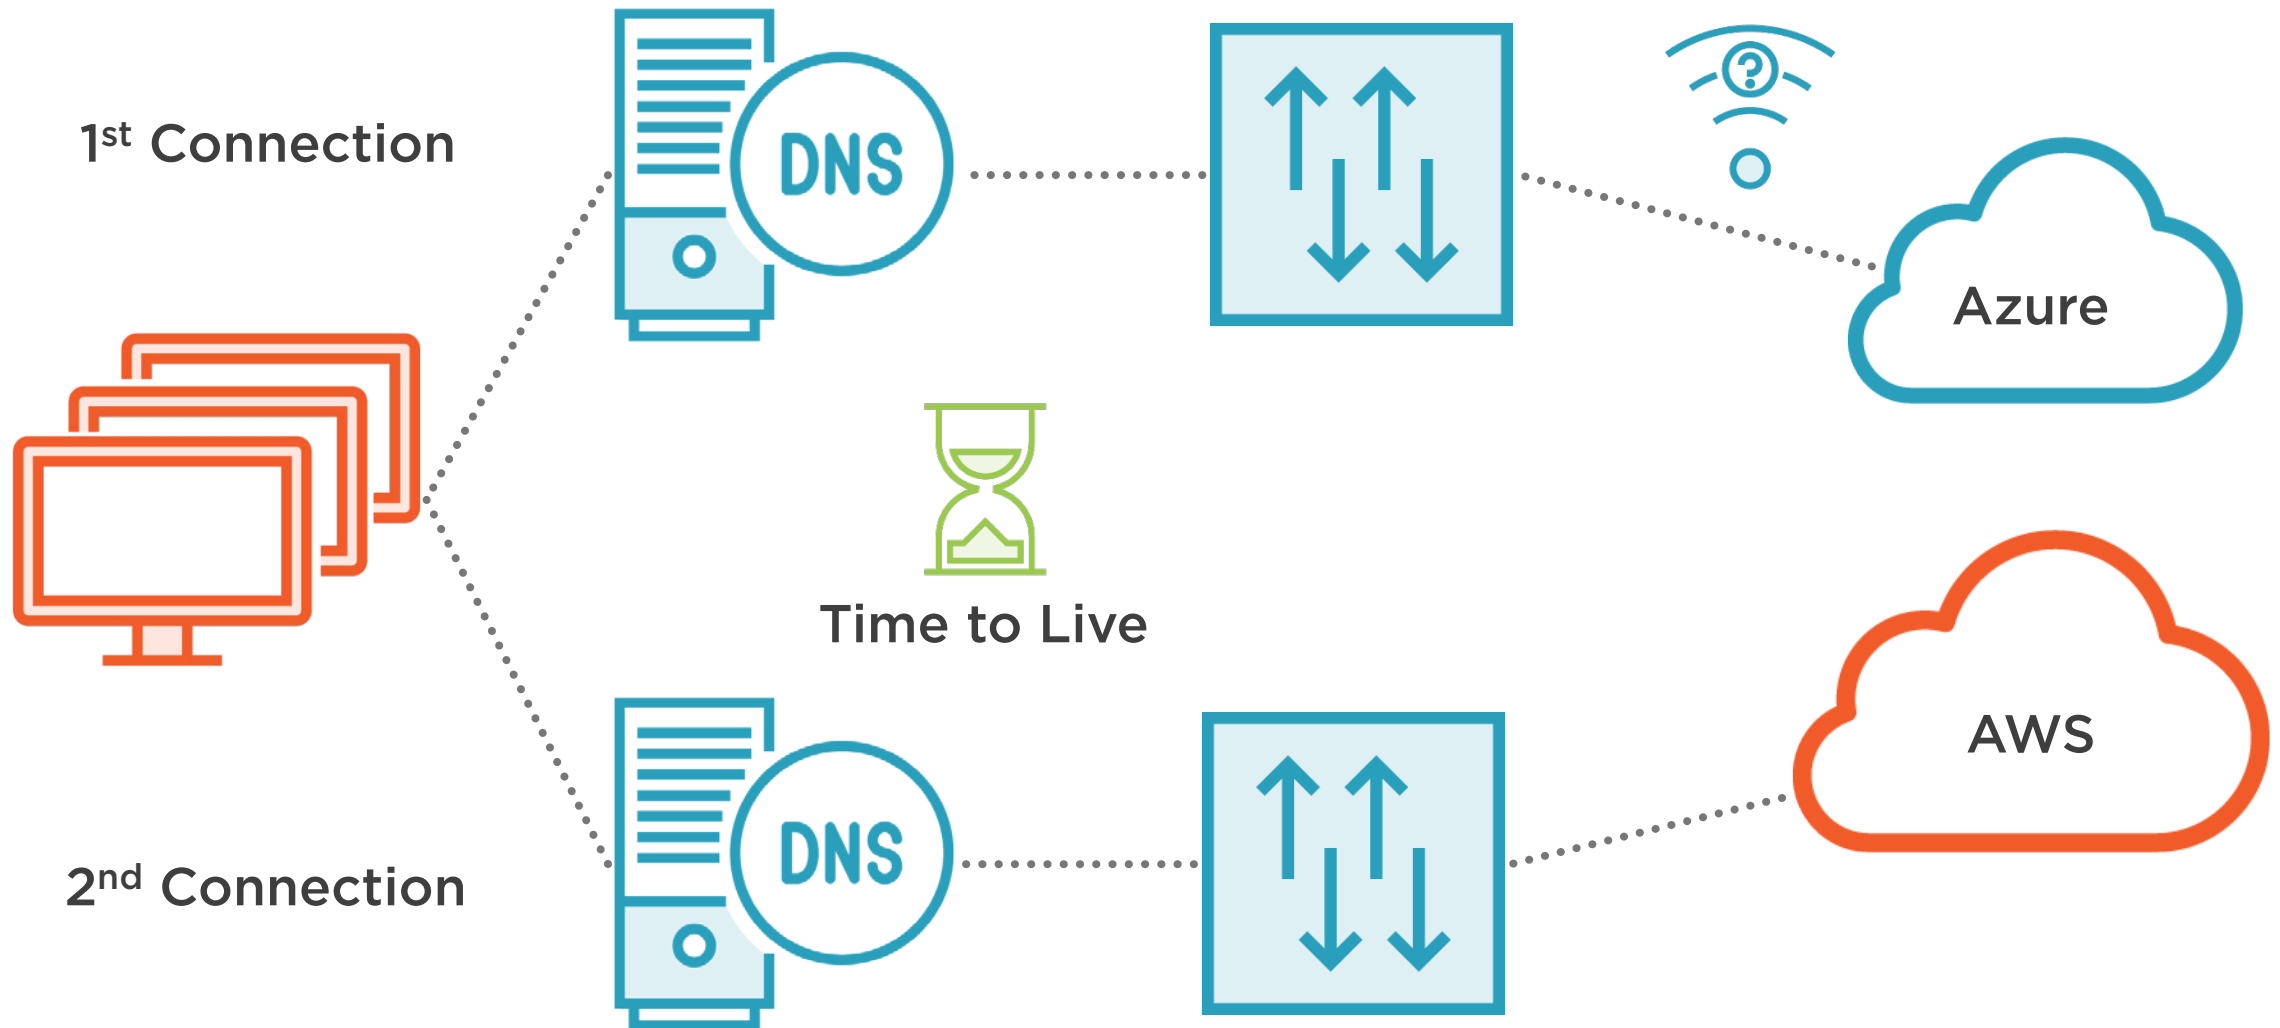 1st Connection
DNS
?
Azure
Time to Live
AWS
2nd Connection
DNS